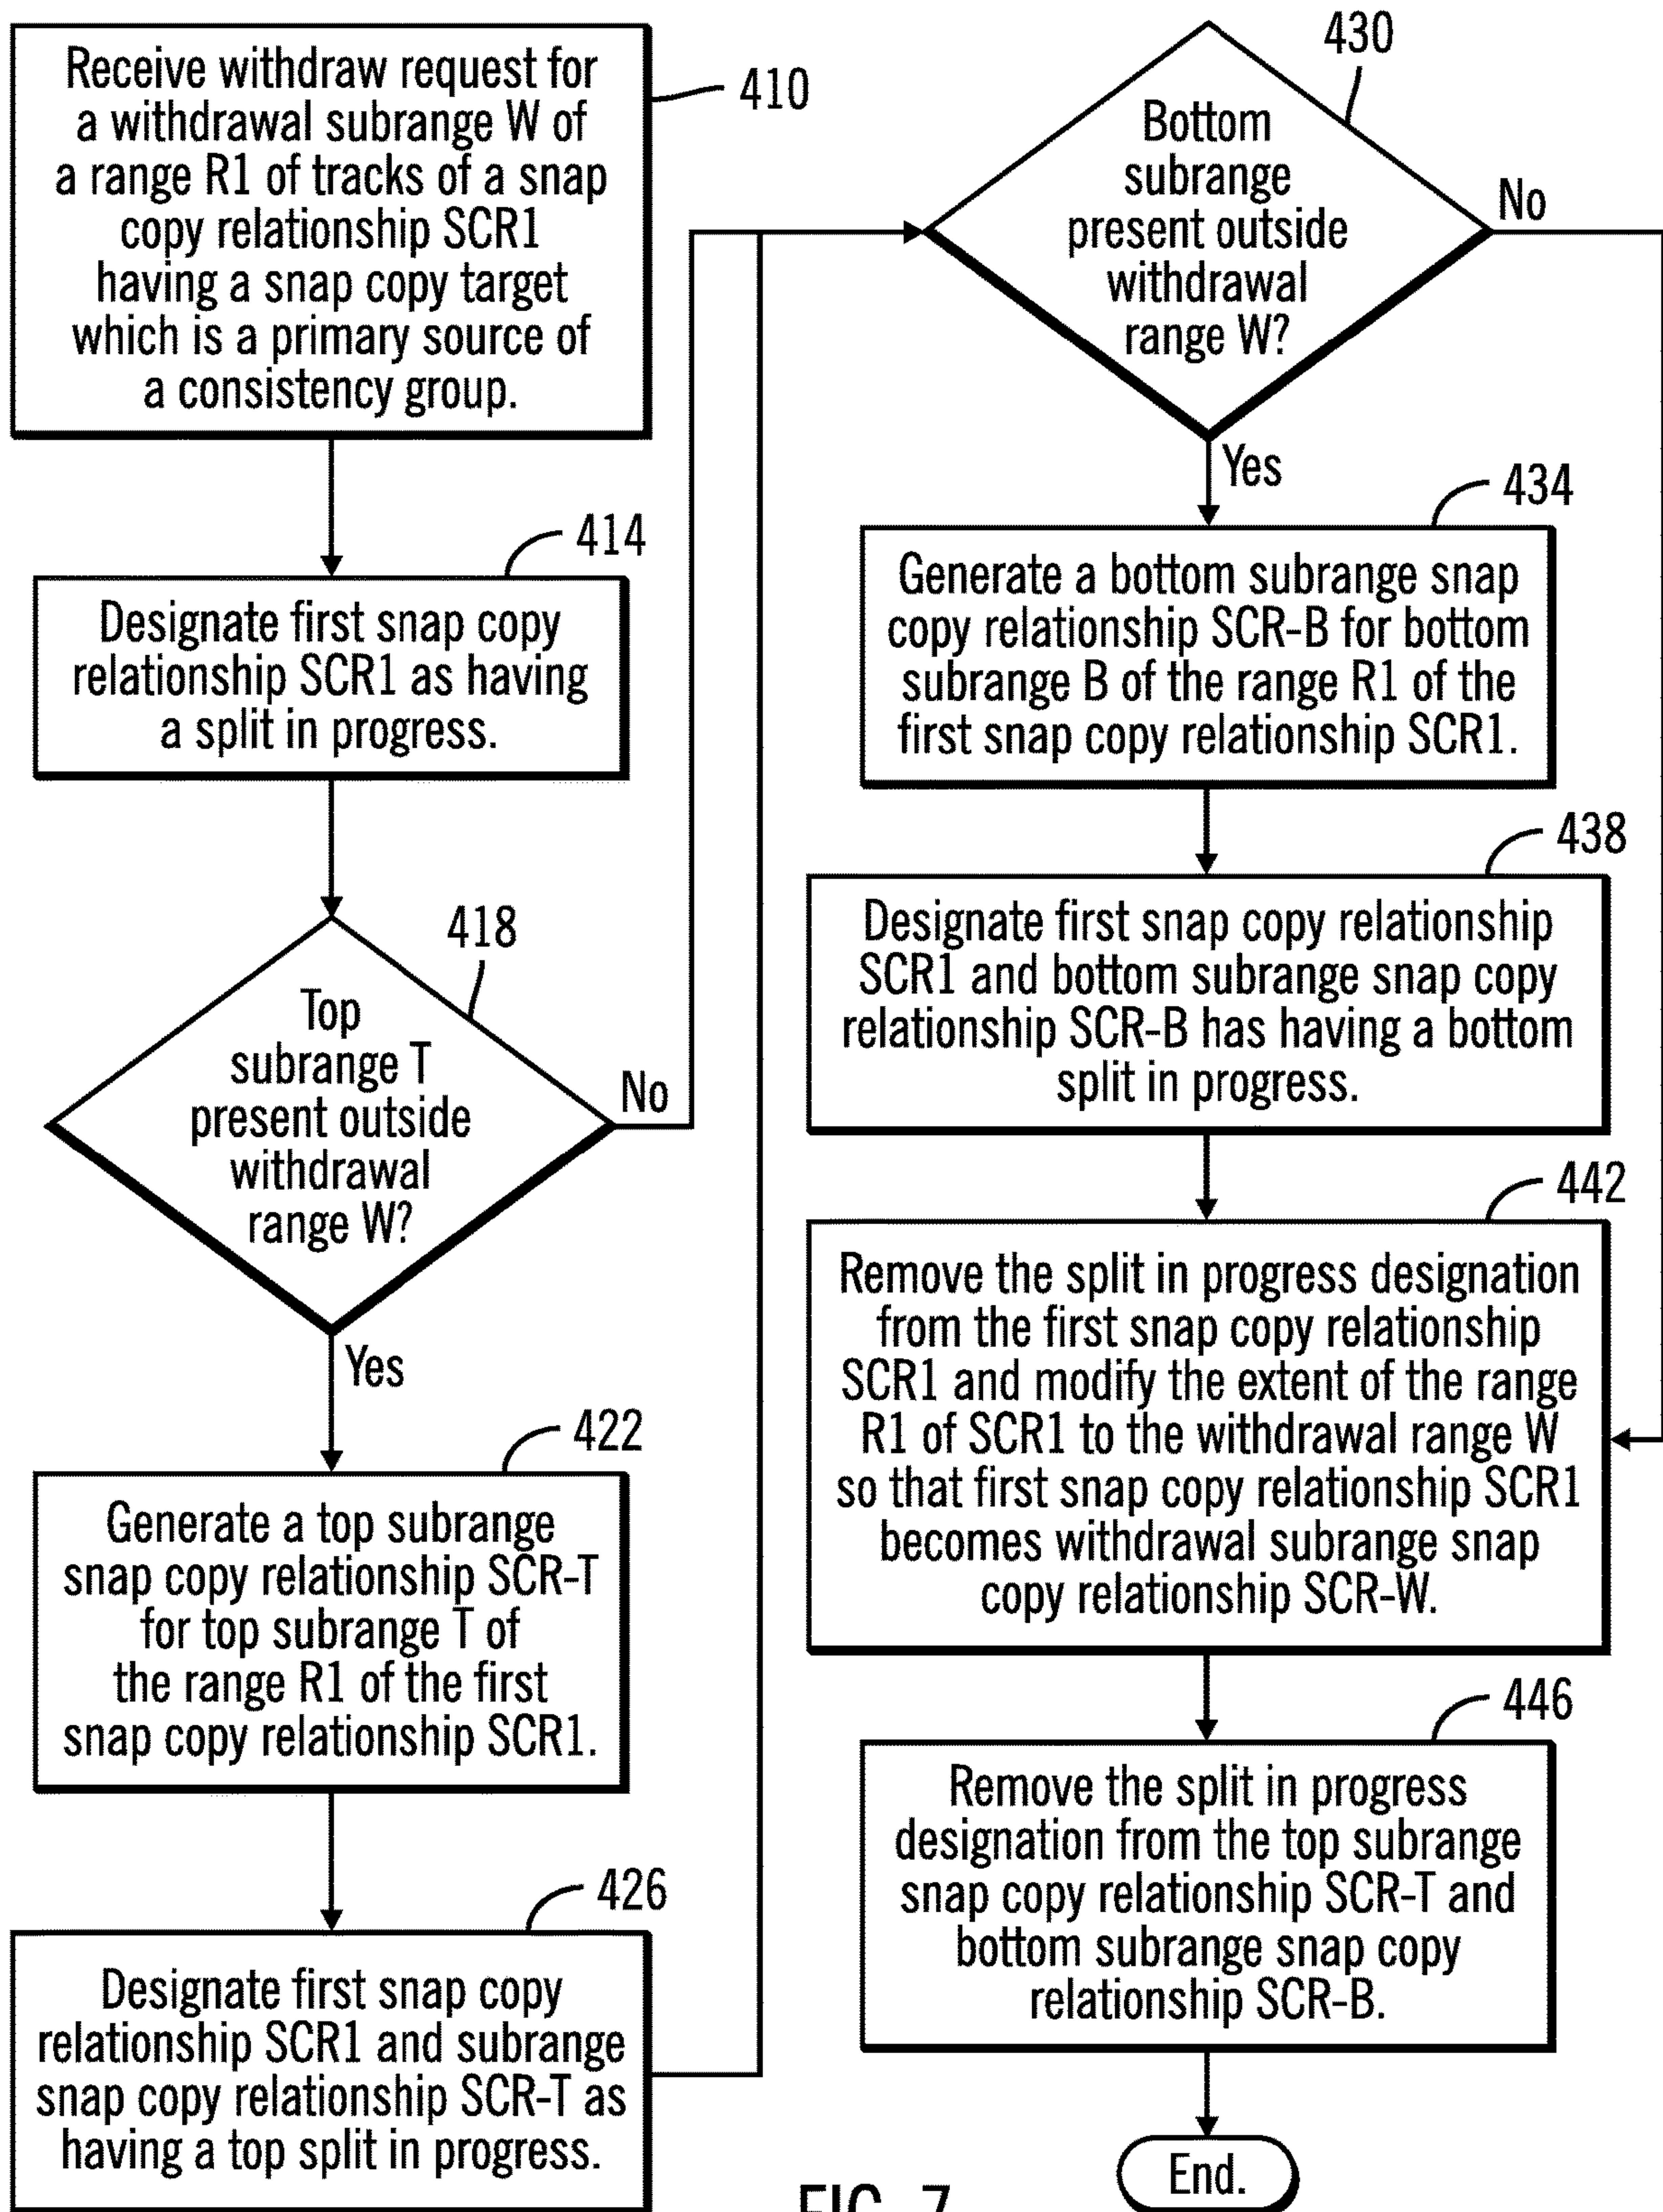 Receive withdraw request for
a withdrawal subrange W of
a range R1 of tracks of a snap
copy relationship SCR1
having a snap copy target
which is a primary source of
a consistency group.
410
414
Designate first snap copy
relationship SCR1 as having
a split in progress.
418
Top
subrange T
present outside
withdrawal
range W?
No
Yes
422
Generate a top subrange
snap copy relationship SCR-T
for top subrange T of
the range R1 of the first
snap copy relationship SCR1.
426
Designate first snap copy
relationship SCR1 and subrange
snap copy relationship SCR-T as
having a top split in progress.
430
Bottom
subrange
present outside
withdrawal
range W?
No
Yes
434
Generate a bottom subrange snap
copy relationship SCR-B for bottom
subrange B of the range R1 of the
first snap copy relationship SCR1.
438
Designate first snap copy relationship
SCR1 and bottom subrange snap copy
relationship SCR-B has having a bottom
split in progress.
442
Remove the split in progress designation
from the first snap copy relationship
SCR1 and modify the extent of the range
R1 of SCR1 to the withdrawal range W
so that first snap copy relationship SCR1
becomes withdrawal subrange snap
copy relationship SCR-W.
446
Remove the split in progress
designation from the top subrange
snap copy relationship SCR-T and
bottom subrange snap copy
relationship SCR-B.
End.
FIG. 7